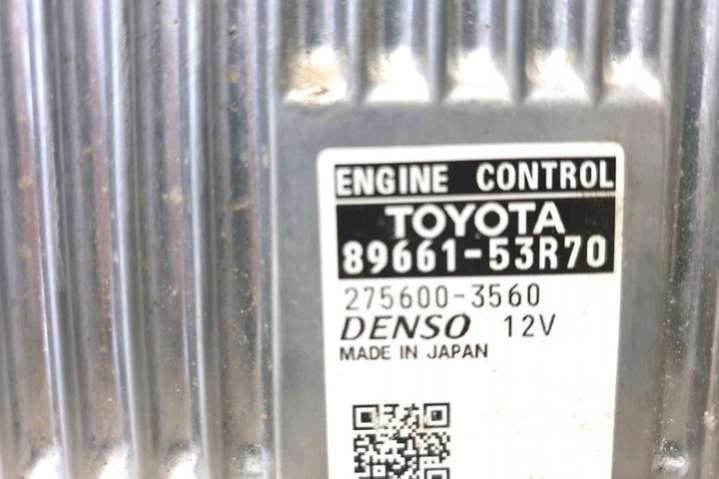 ENGINE CONTROL
TOYOTA
89661-53R70
275600-3560
DENSO 12V
MADE IN JAPAN